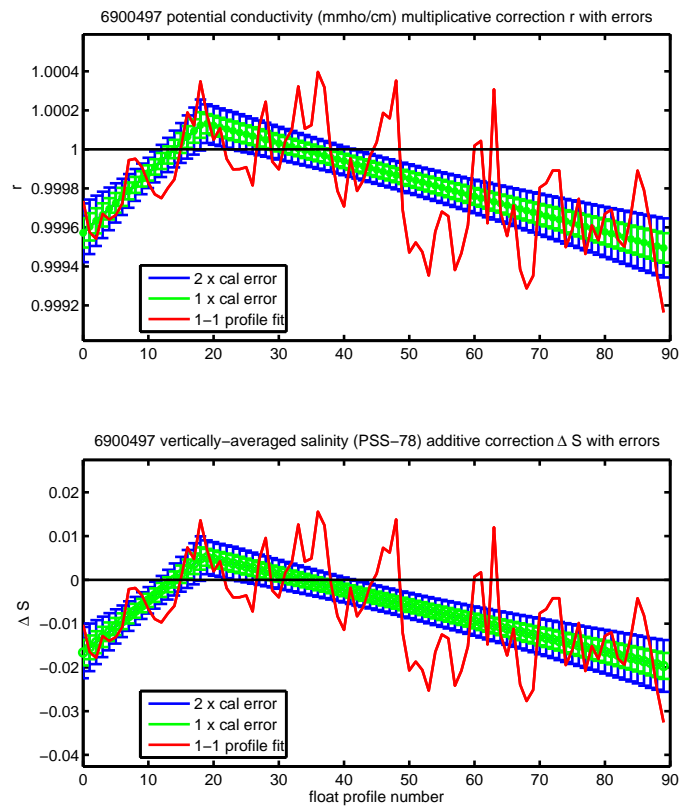 6900497 potential conductivity (mmho/cm) multiplicative correction r with errors
1.0004
1.0002
1
0.9998
0.9996
0.9994
0.9992
r
2 x cal error
1 x cal error
1−1 profile fit
0 10 20 30 40 50 60 70 80 90
6900497 vertically−averaged salinity (PSS−78) additive correction Δ S with errors
0.02
0.01
0
−0.01
−0.02
−0.03
−0.04
Δ S
2 x cal error
1 x cal error
1−1 profile fit
0 10 20 30 40 50 60 70 80 90
float profile number